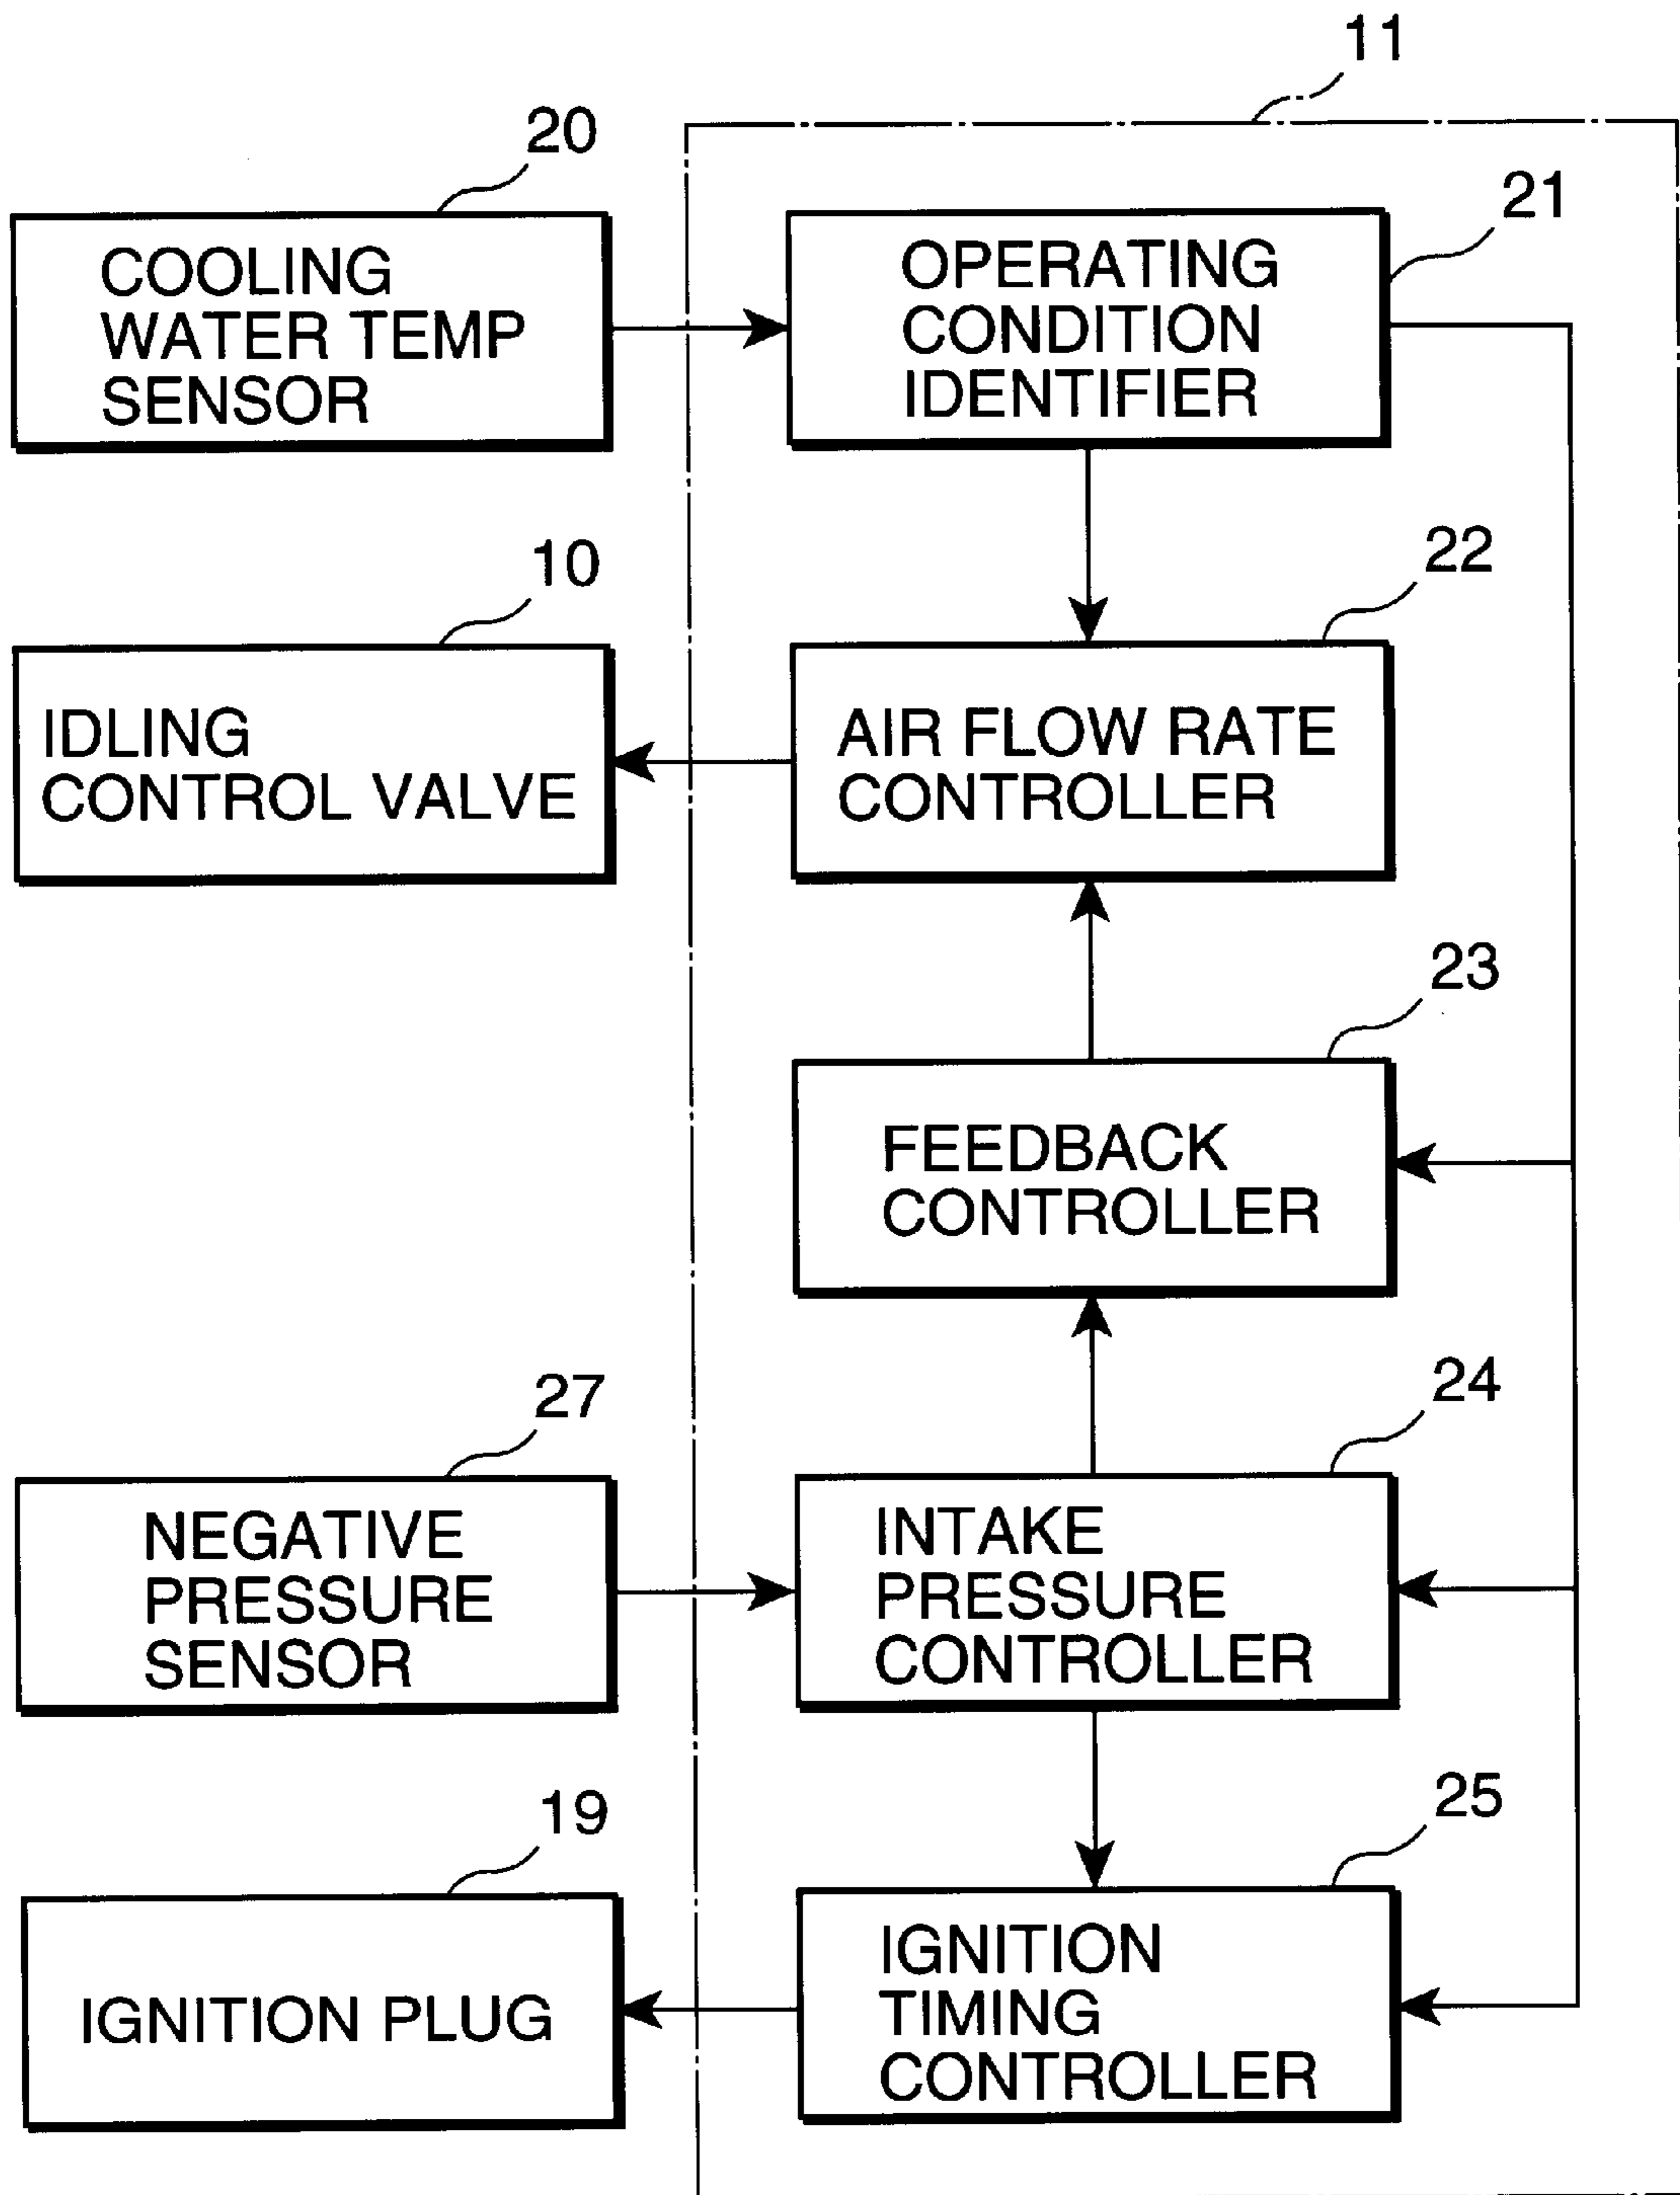 11
20
COOLING
WATER TEMP
SENSOR
21
OPERATING
CONDITION
IDENTIFIER
10
IDLING
CONTROL VALVE
22
AIR FLOW RATE
CONTROLLER
23
FEEDBACK
CONTROLLER
27
NEGATIVE
PRESSURE
SENSOR
24
INTAKE
PRESSURE
CONTROLLER
19
IGNITION PLUG
25
IGNITION
TIMING
CONTROLLER